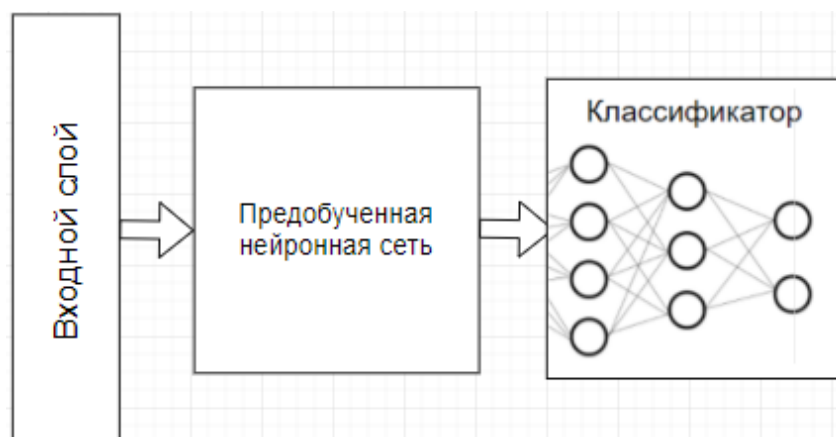 Входной слой
Предобученная
нейронная сеть
Классификатор